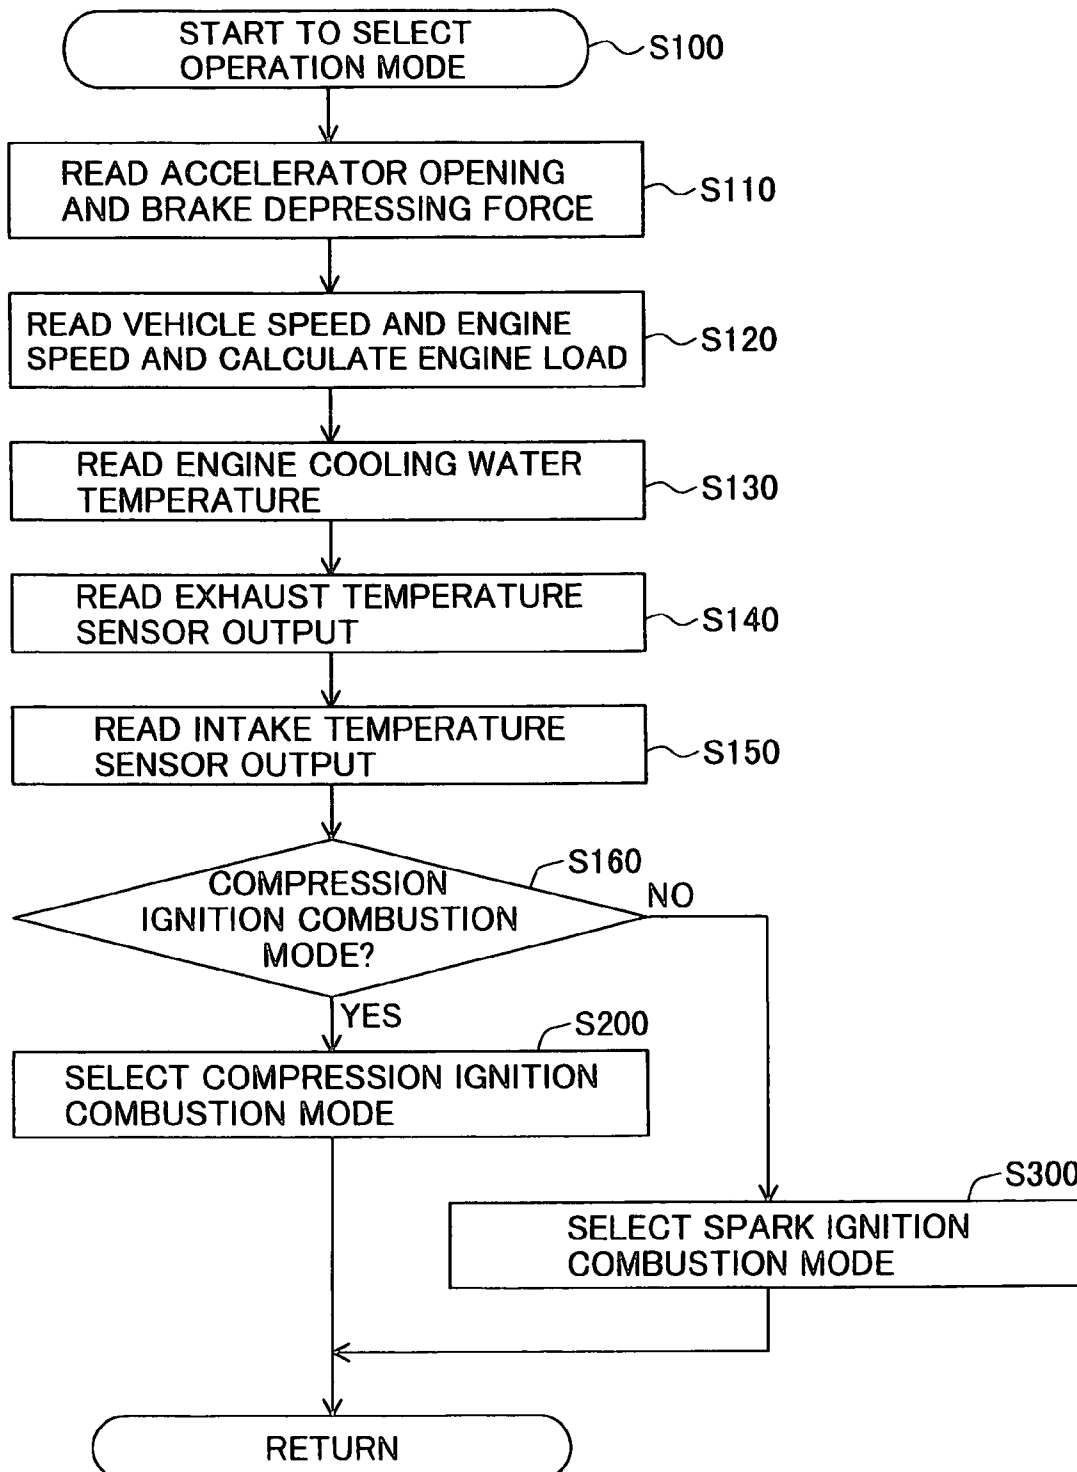 START TO SELECT
OPERATION MODE
S100
READ ACCELERATOR OPENING
AND BRAKE DEPRESSING FORCE
S110
READ VEHICLE SPEED AND ENGINE
SPEED AND CALCULATE ENGINE LOAD
S120
READ ENGINE COOLING WATER
TEMPERATURE
S130
READ EXHAUST TEMPERATURE
SENSOR OUTPUT
S140
READ INTAKE TEMPERATURE
SENSOR OUTPUT
S150
COMPRESSION
IGNITION COMBUSTION
MODE?
S160
NO
YES
S200
SELECT COMPRESSION IGNITION
COMBUSTION MODE
S300
SELECT SPARK IGNITION
COMBUSTION MODE
RETURN